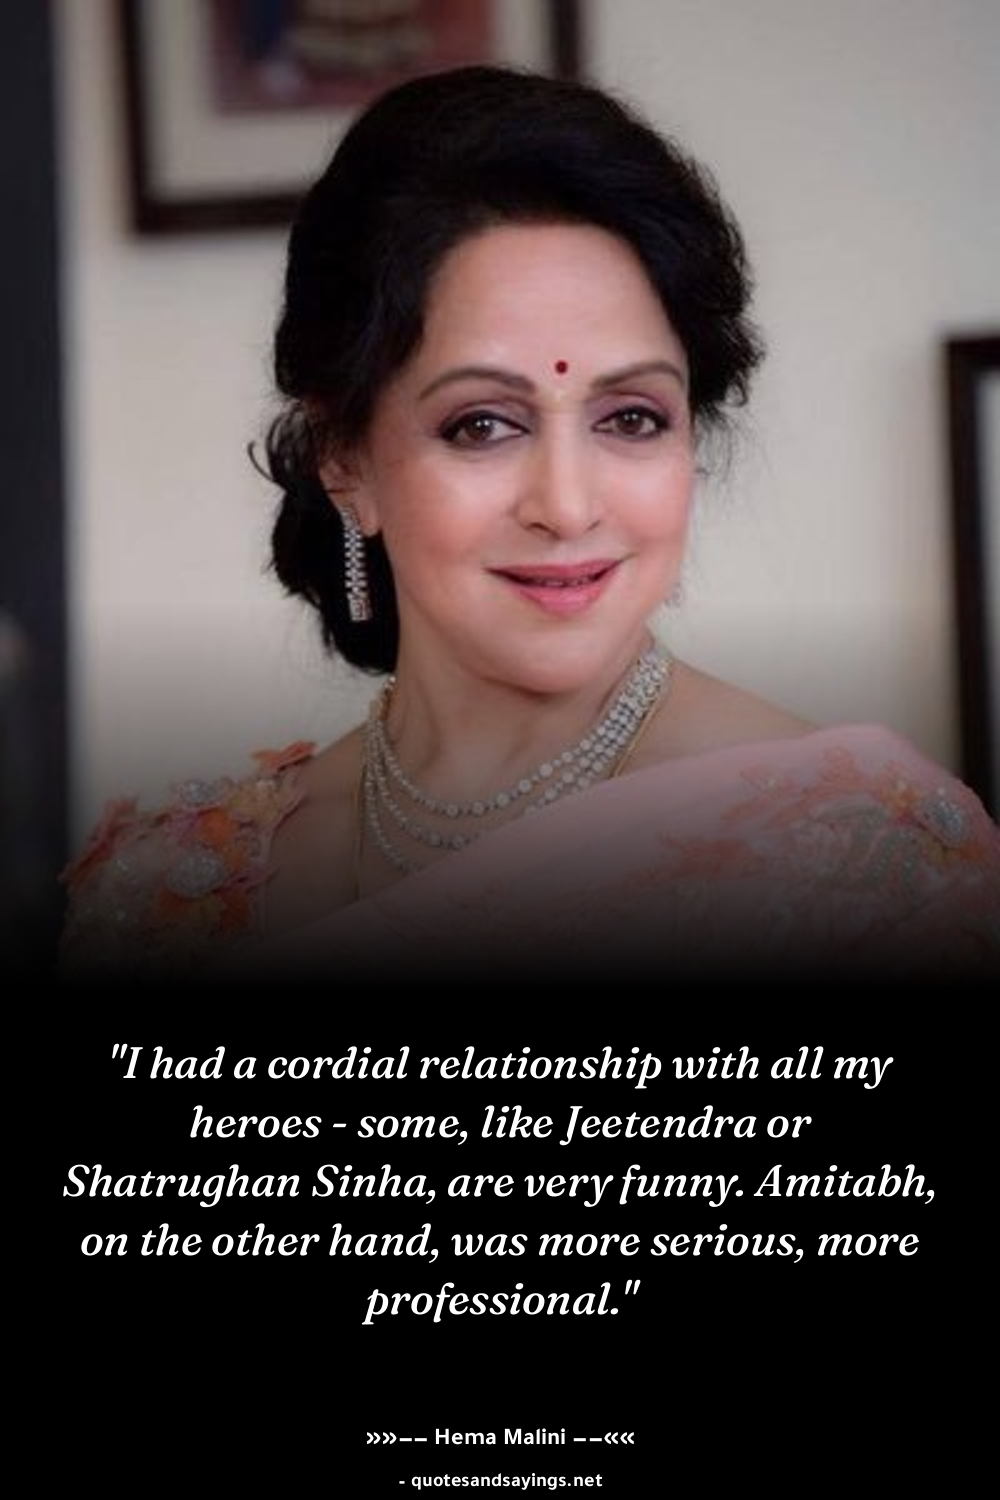 "I had a cordial relationship with all my
heroes - some, like Jeetendra or
Shatrughan Sinha, are very funny. Amitabh,
on the other hand, was more serious, more
professional."
»»−− Hema Malini −−««
- quotesandsayings.net